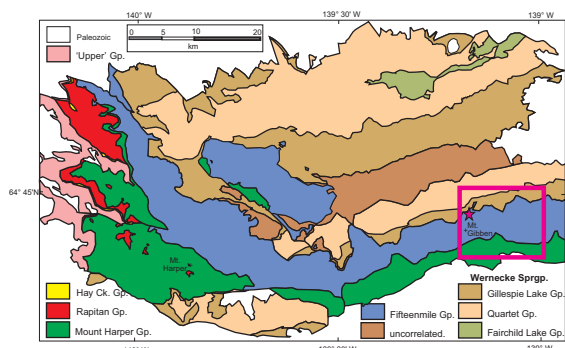 140° W
139° 30' W
139° W
0 5 10 20
km
Paleozoic
'Upper' Gp.
64° 45'N
Mt.
Gibben
Mt.
Harper
Hay Ck. Gp.
Rapitan Gp.
Mount Harper Gp.
Fifteenmile Gp.
uncorrelated.
Wernecke Sprgp.
Gillespie Lake Gp.
Quartet Gp.
Fairchild Lake Gp.